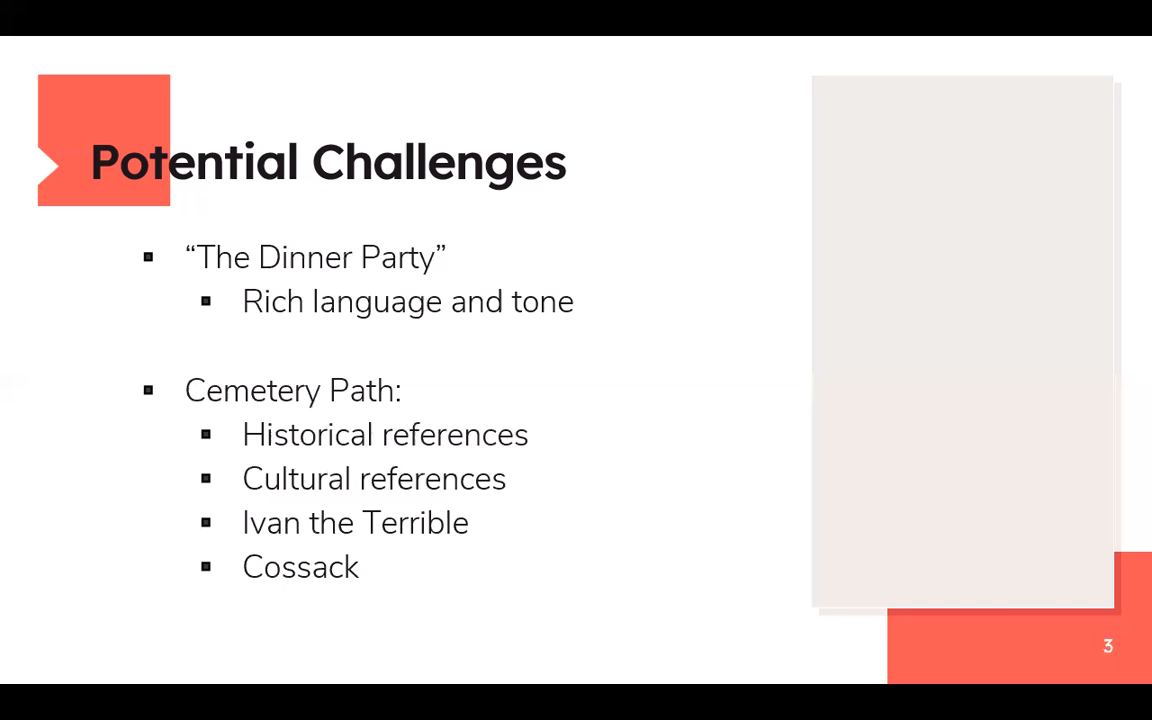 Potential Challenges
“The Dinner Party”
Rich language and tone
Cemetery Path:
Historical references
Cultural references
Ivan the Terrible
Cossack
3